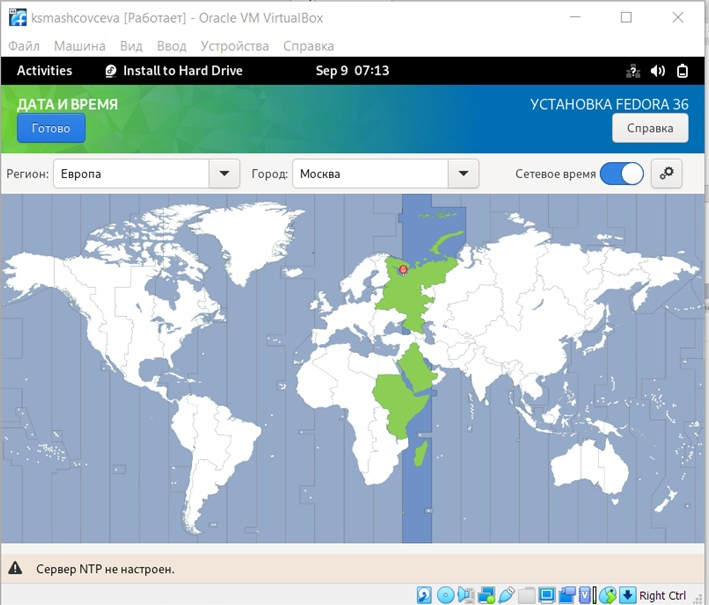 ksmashcovceva [Работает] - Oracle VM VirtualBox
Файл Машина Вид Ввод Устройства Справка
Activities Install to Hard Drive Sep 9 07:13
ДАТА И ВРЕМЯ УСТАНОВКА FEDORA 36
Готово Справка
Регион: Европа Город: Москва Сетевое время
Сервер NTP не настроен.
Right Ctrl